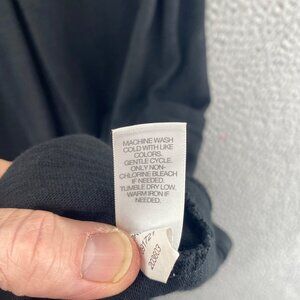 MACHINE WASH
COLD WITH LIKE
COLORS.
GENTLE CYCLE.
ONLY NON-
CHLORINE BLEACH
IF NEEDED.
TUMBLE DRY LOW,
WARM IRON IF
NEEDED.
203603